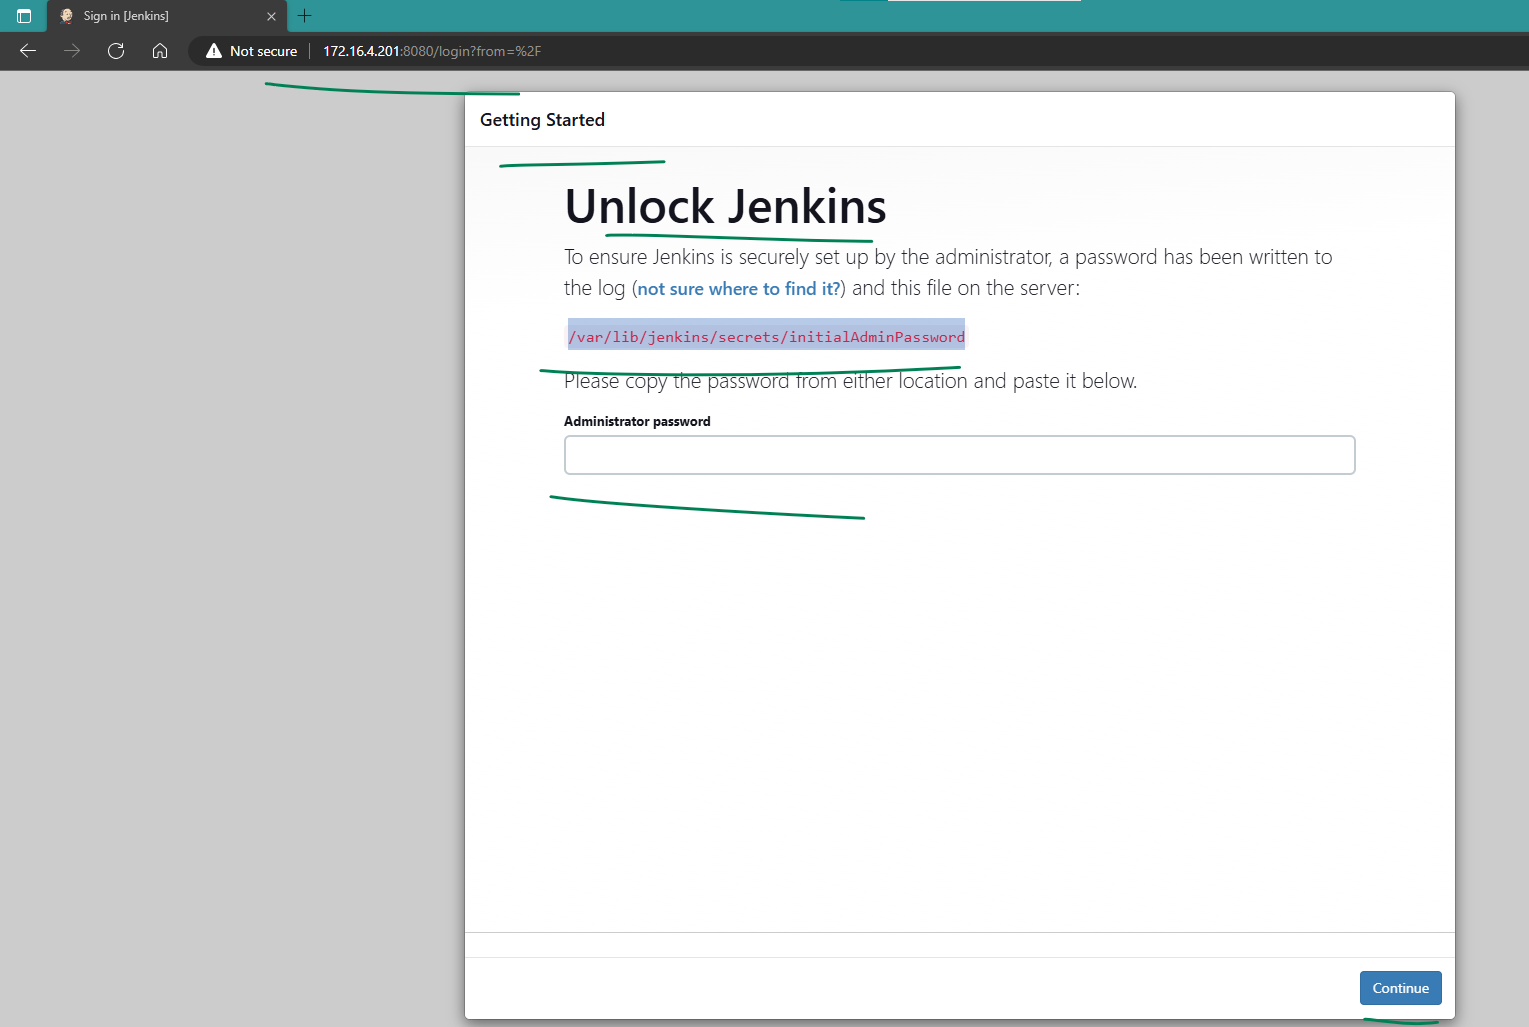 Sign in [Jenkins]
Not secure
172.16.4.201:8080/login?from=%2F
Getting Started
Unlock Jenkins
To ensure Jenkins is securely set up by the administrator, a password has been written to
the log (not sure where to find it?) and this file on the server:
/var/lib/jenkins/secrets/initialAdminPassword
Please copy the password from either location and paste it below.
Administrator password
Continue